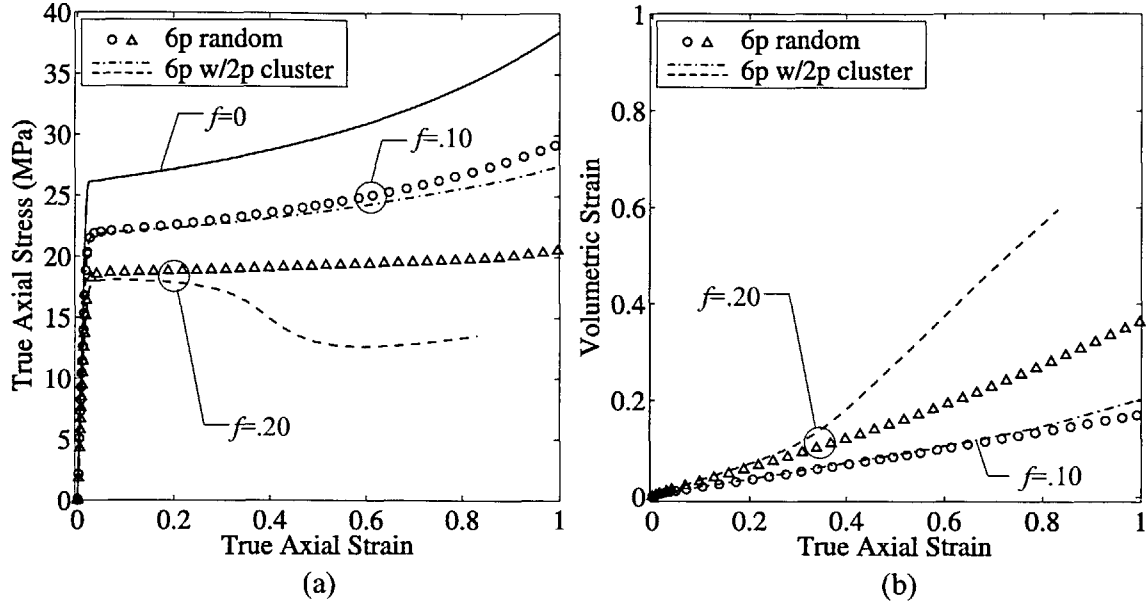 40
35
30
25
20
15
10
5
0
True Axial Stress (MPa)
6p random
6p w/2p cluster
f=0
f=.10
f=.20
0 0.2 0.4 0.6 0.8 1
True Axial Strain
(a)
1
0.8
0.6
0.4
0.2
0
Volumetric Strain
6p random
6p w/2p cluster
f=.20
f=.10
0 0.2 0.4 0.6 0.8 1
True Axial Strain
(b)